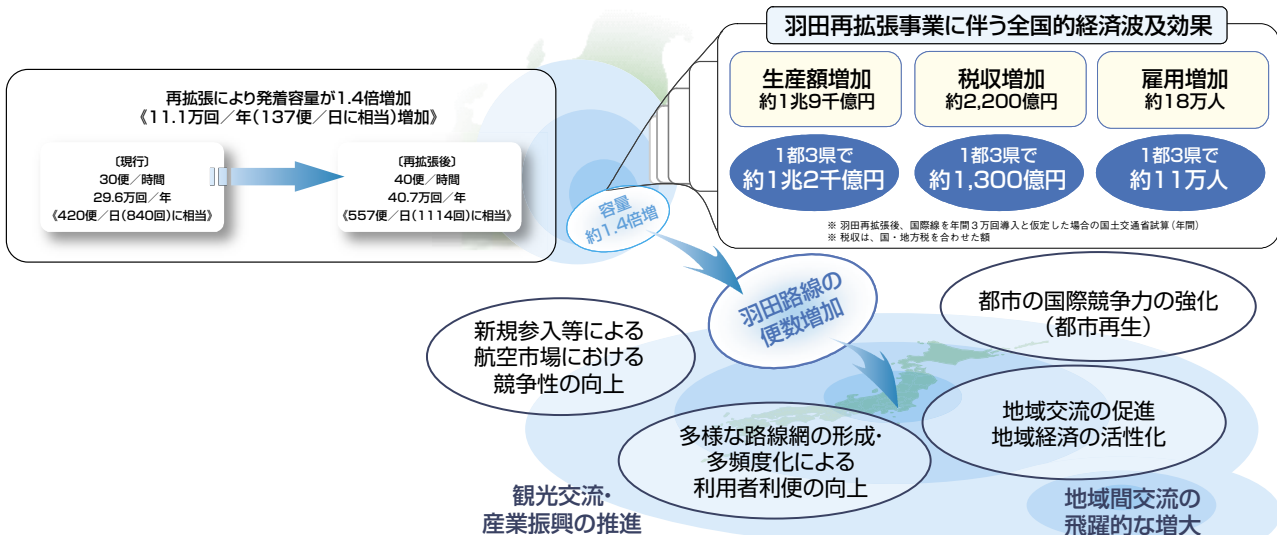 羽田再拡張事業に伴う全国的経済波及効果
生産額増加
約1兆9千億円
税収増加
約2,200億円
雇用増加
約18万人
1都3県で
約1兆2千億円
1都3県で
約1,300億円
1都3県で
約11万人
※ 羽田再拡張後、国際線を年間3万回導入と仮定した場合の国土交通省試算(年間)
※ 税収は、国・地方税を合わせた額
再拡張により発着容量が1.4倍増加
《11.1万回/年(137便/日に相当)増加》
〔現行〕
30便/時間
29.6万回/年
《420便/日(840回)に相当》
〔再拡張後〕
40便/時間
40.7万回/年
《557便/日(1114回)に相当》
容量
約1.4倍増
羽田路線の
便数増加
新規参入等による
航空市場における
競争性の向上
都市の国際競争力の強化
(都市再生)
多様な路線網の形成・
多頻度化による
利用者利便の向上
地域交流の促進
地域経済の活性化
観光交流・
産業振興の推進
地域間交流の
飛躍的な増大